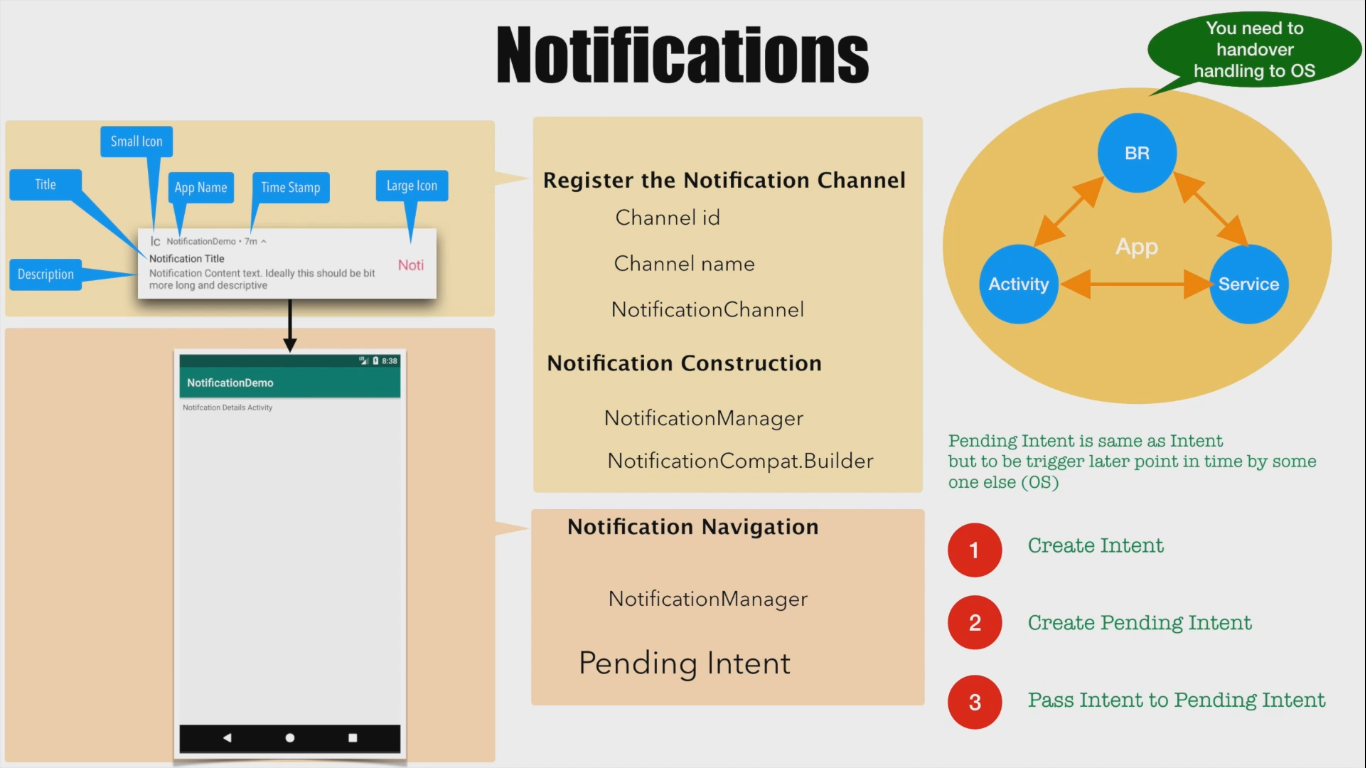 Notifications
You need to
handover
handling to OS
Small Icon
Title
App Name
Time Stamp
Large Icon
Description
Ic NotificationDemo • 7m
Notification Title
Notification Content text. Ideally this should be bit
more long and descriptive
Noti
8:38
NotificationDemo
Notifcation Details Activity
Register the Notification Channel
Channel id
Channel name
NotificationChannel
Notification Construction
NotificationManager
NotificationCompat.Builder
Notification Navigation
NotificationManager
Pending Intent
BR
App
Activity
Service
Pending Intent is same as Intent
but to be trigger later point in time by some
one else (OS)
1 Create Intent
2 Create Pending Intent
3 Pass Intent to Pending Intent